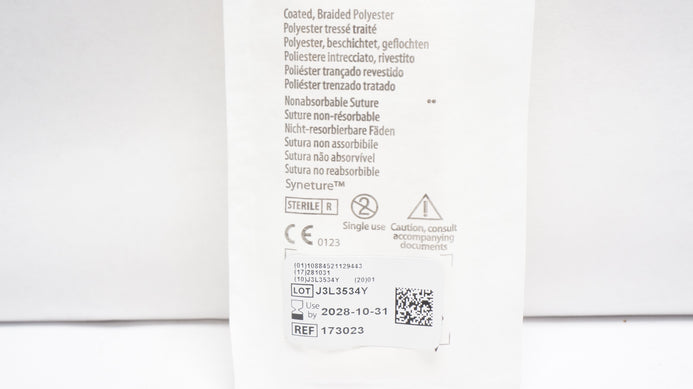 Coated, Braided Polyester
Polyester tressé traité
Polyester, beschichtet, geflochten
Poliestere intrecciato, rivestito
Poliéster trançado revestido
Poliéster trenzado tratado
Nonabsorbable Suture
Suture non-résorbable
Nicht-resorbierbare Fäden
Sutura non assorbibile
Sutura não absorvível
Sutura no reabsorbible
Syneture™
STERILE R
2
Single use
Caution, consult
accompanying
documents
CE 0123
(01)10884521129443
(17)281031
(10)J3L3534Y (20)01
LOT J3L3534Y
Use
by 2028-10-31
REF 173023